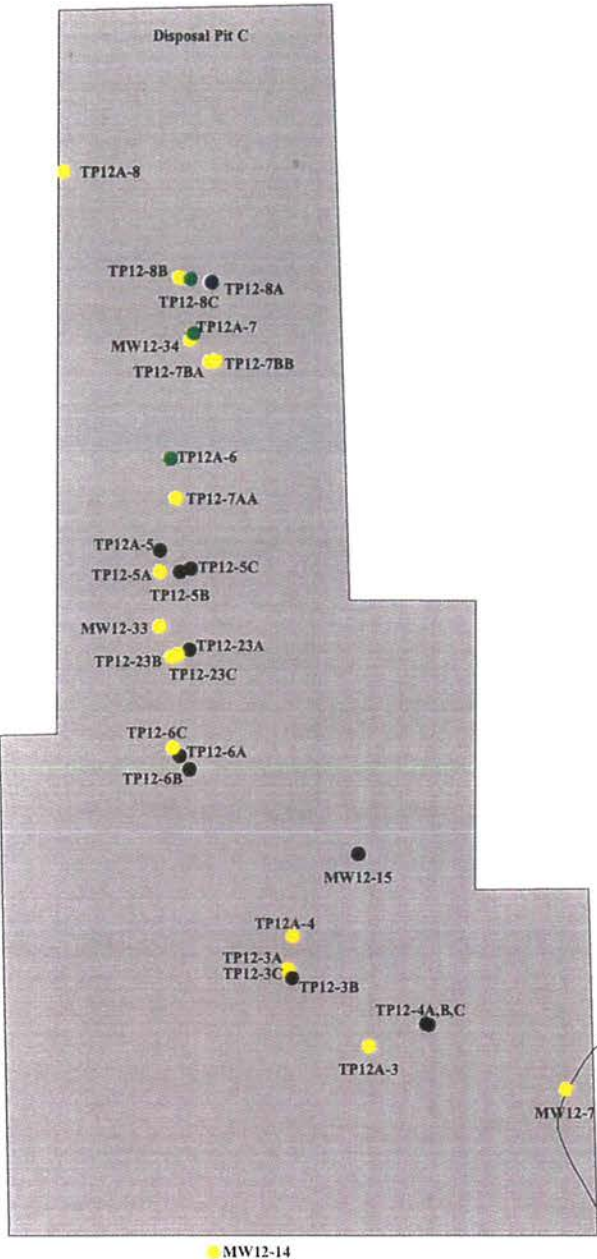 Disposal Pit C
TP12A-8
TP12-8B
TP12-8A
TP12-8C
TP12A-7
MW12-34
TP12-7BB
TP12-7BA
TP12A-6
TP12-7AA
TP12A-5
TP12-5C
TP12-5A
TP12-5B
MW12-33
TP12-23A
TP12-23B
TP12-23C
TP12-6C
TP12-6A
TP12-6B
MW12-15
TP12A-4
TP12-3A
TP12-3C
TP12-3B
TP12-4A,B,C
TP12A-3
MW12-7
MW12-14